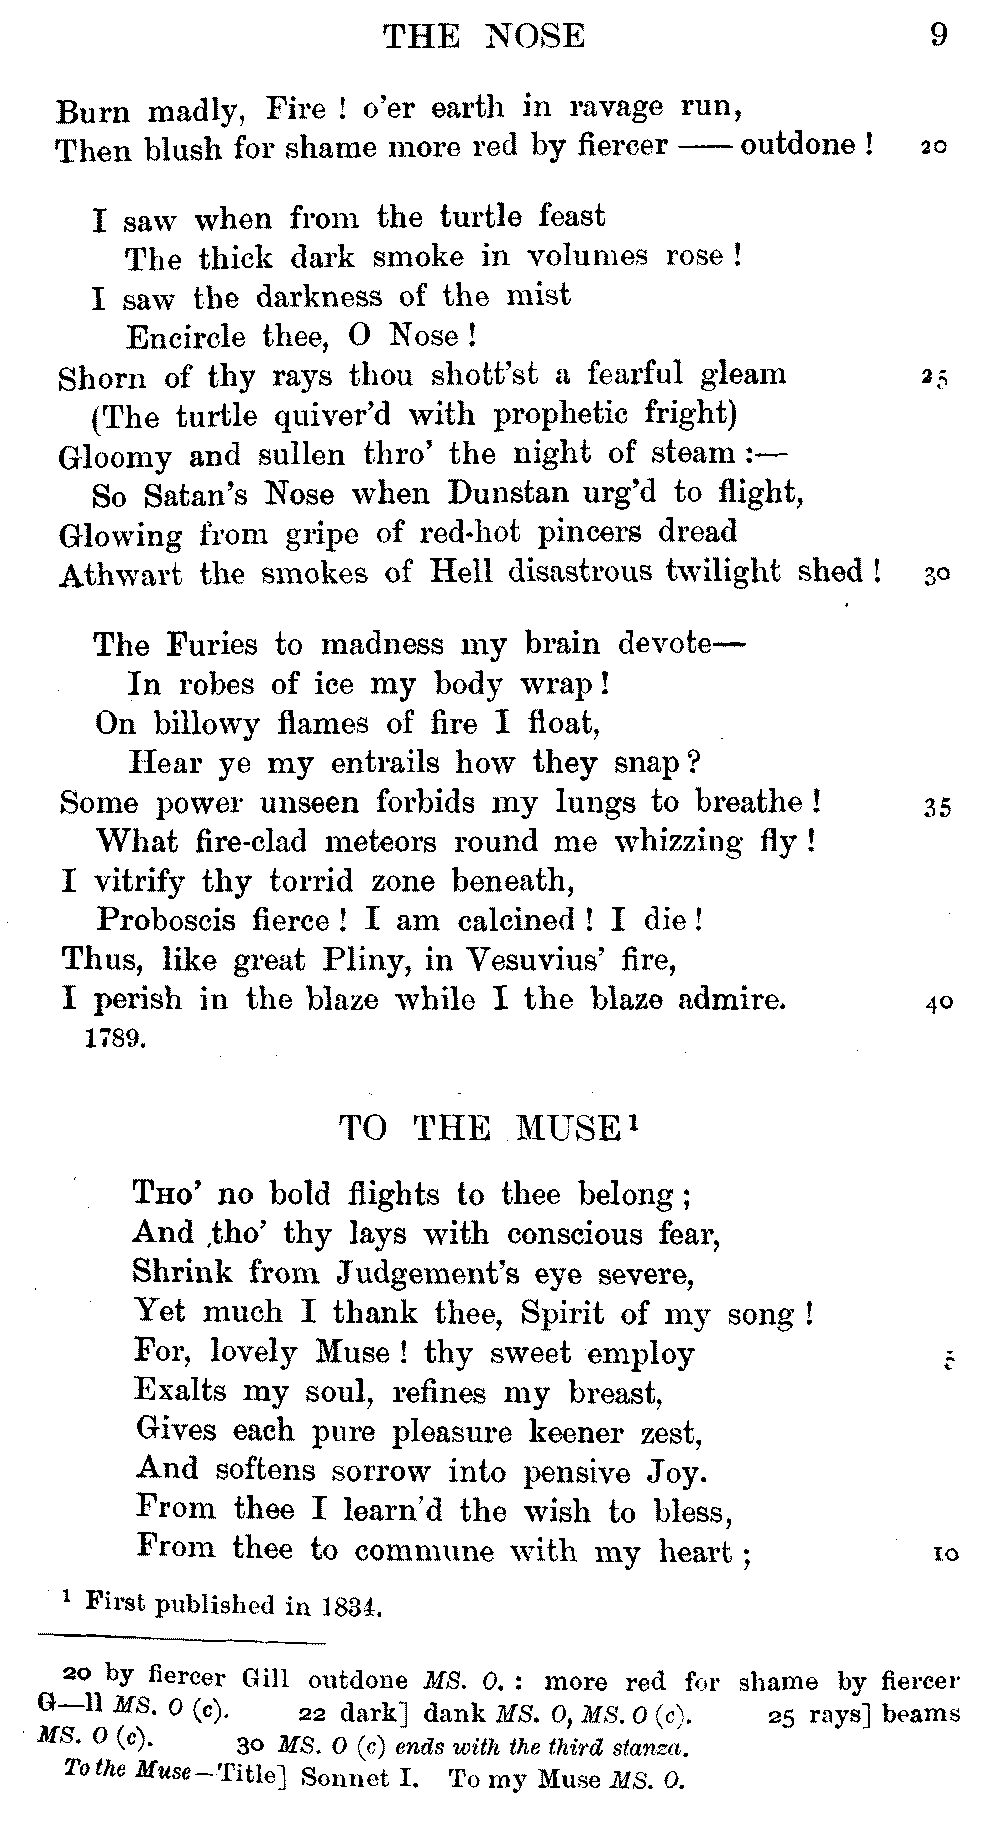 THE NOSE 9
Burn madly, Fire ! o'er earth in ravage run,
Then blush for shame more red by fiercer —— outdone ! 20
I saw when from the turtle feast
The thick dark smoke in volumes rose !
I saw the darkness of the mist
Encircle thee, O Nose !
Shorn of thy rays thou shott'st a fearful gleam 25
(The turtle quiver'd with prophetic fright)
Gloomy and sullen thro' the night of steam :—
So Satan's Nose when Dunstan urg'd to flight,
Glowing from gripe of red-hot pincers dread
Athwart the smokes of Hell disastrous twilight shed ! 30
The Furies to madness my brain devote—
In robes of ice my body wrap !
On billowy flames of fire I float,
Hear ye my entrails how they snap ?
Some power unseen forbids my lungs to breathe ! 35
What fire-clad meteors round me whizzing fly !
I vitrify thy torrid zone beneath,
Proboscis fierce ! I am calcined ! I die !
Thus, like great Pliny, in Vesuvius' fire,
I perish in the blaze while I the blaze admire. 40
1789.
TO THE MUSE¹
THO' no bold flights to thee belong ;
And tho' thy lays with conscious fear,
Shrink from Judgement's eye severe,
Yet much I thank thee, Spirit of my song !
For, lovely Muse ! thy sweet employ 5
Exalts my soul, refines my breast,
Gives each pure pleasure keener zest,
And softens sorrow into pensive Joy.
From thee I learn'd the wish to bless,
From thee to commune with my heart ; 10
¹ First published in 1834.
20 by fiercer Gill outdone MS. O. : more red for shame by fiercer
G—ll MS. O (c). 22 dark] dank MS. O, MS. O (c). 25 rays] beams
MS. O (c). 30 MS. O (c) ends with the third stanza.
To the Muse—Title] Sonnet I. To my Muse MS. O.